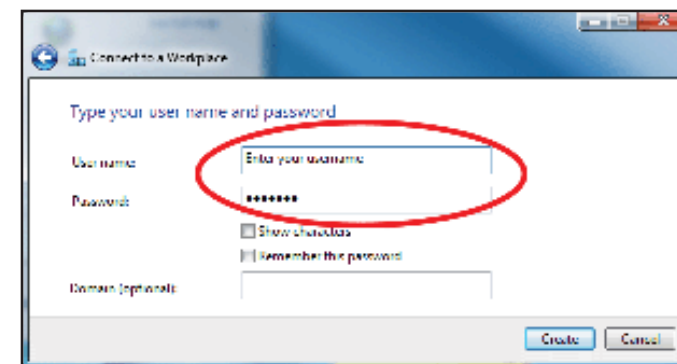 Connect to a Workplace
Type your user name and password
User name:
Enter your username
Password:
•••••••
Show characters
Remember this password
Domain (optional):
Create
Cancel